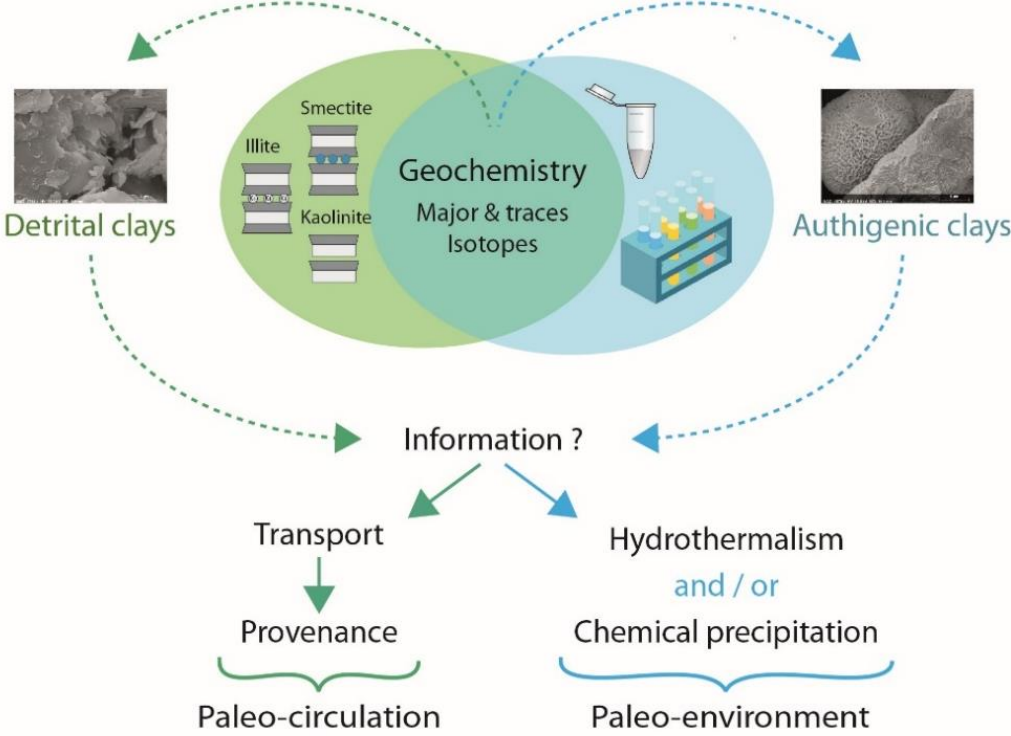 Smectite
Illite
Kaolinite
Geochemistry
Major & traces
Isotopes
Detrital clays
Authigenic clays
Information ?
Transport
Hydrothermalism
and / or
Provenance
Chemical precipitation
Paleo-circulation
Paleo-environment